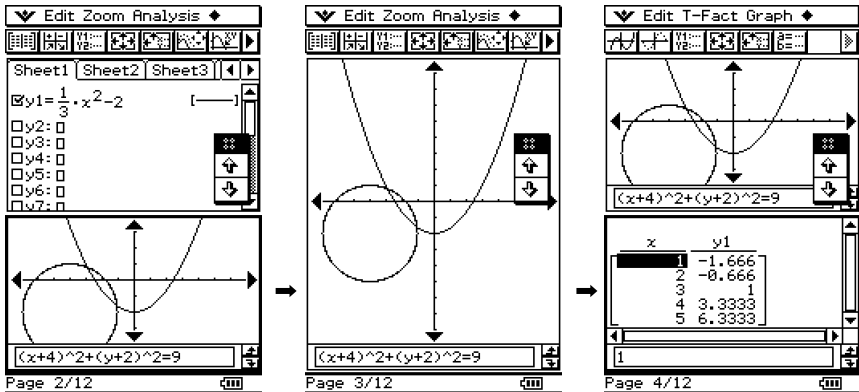 Edit Zoom Analysis ◆
Sheet1 Sheet2 Sheet3
y1=1/3·x^2-2 [—]
y2:▯
y3:▯
y4:▯
y5:▯
y6:▯
y7:▯
(x+4)^2+(y+2)^2=9
Page 2/12
Edit Zoom Analysis ◆
(x+4)^2+(y+2)^2=9
Page 3/12
Edit T-Fact Graph ◆
(x+4)^2+(y+2)^2=9
x y1
1 -1.666
2 -0.666
3 1
4 3.3333
5 6.3333
1
Page 4/12